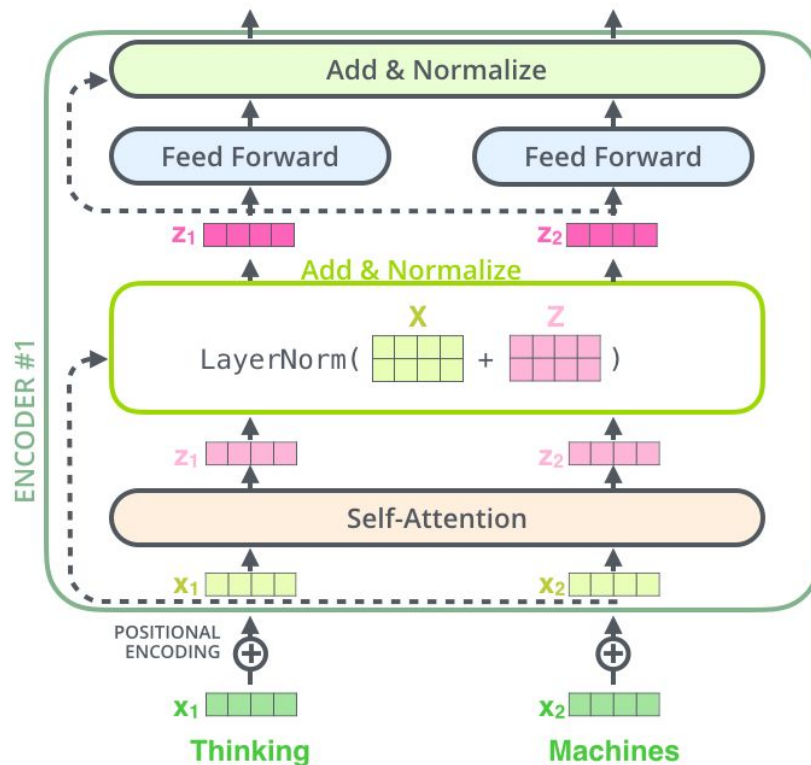 Add & Normalize
Feed Forward Feed Forward
z1 z2
Add & Normalize
X Z
LayerNorm( + )
ENCODER #1
z1 z2
Self-Attention
x1 x2
POSITIONAL
ENCODING
x1 x2
Thinking Machines